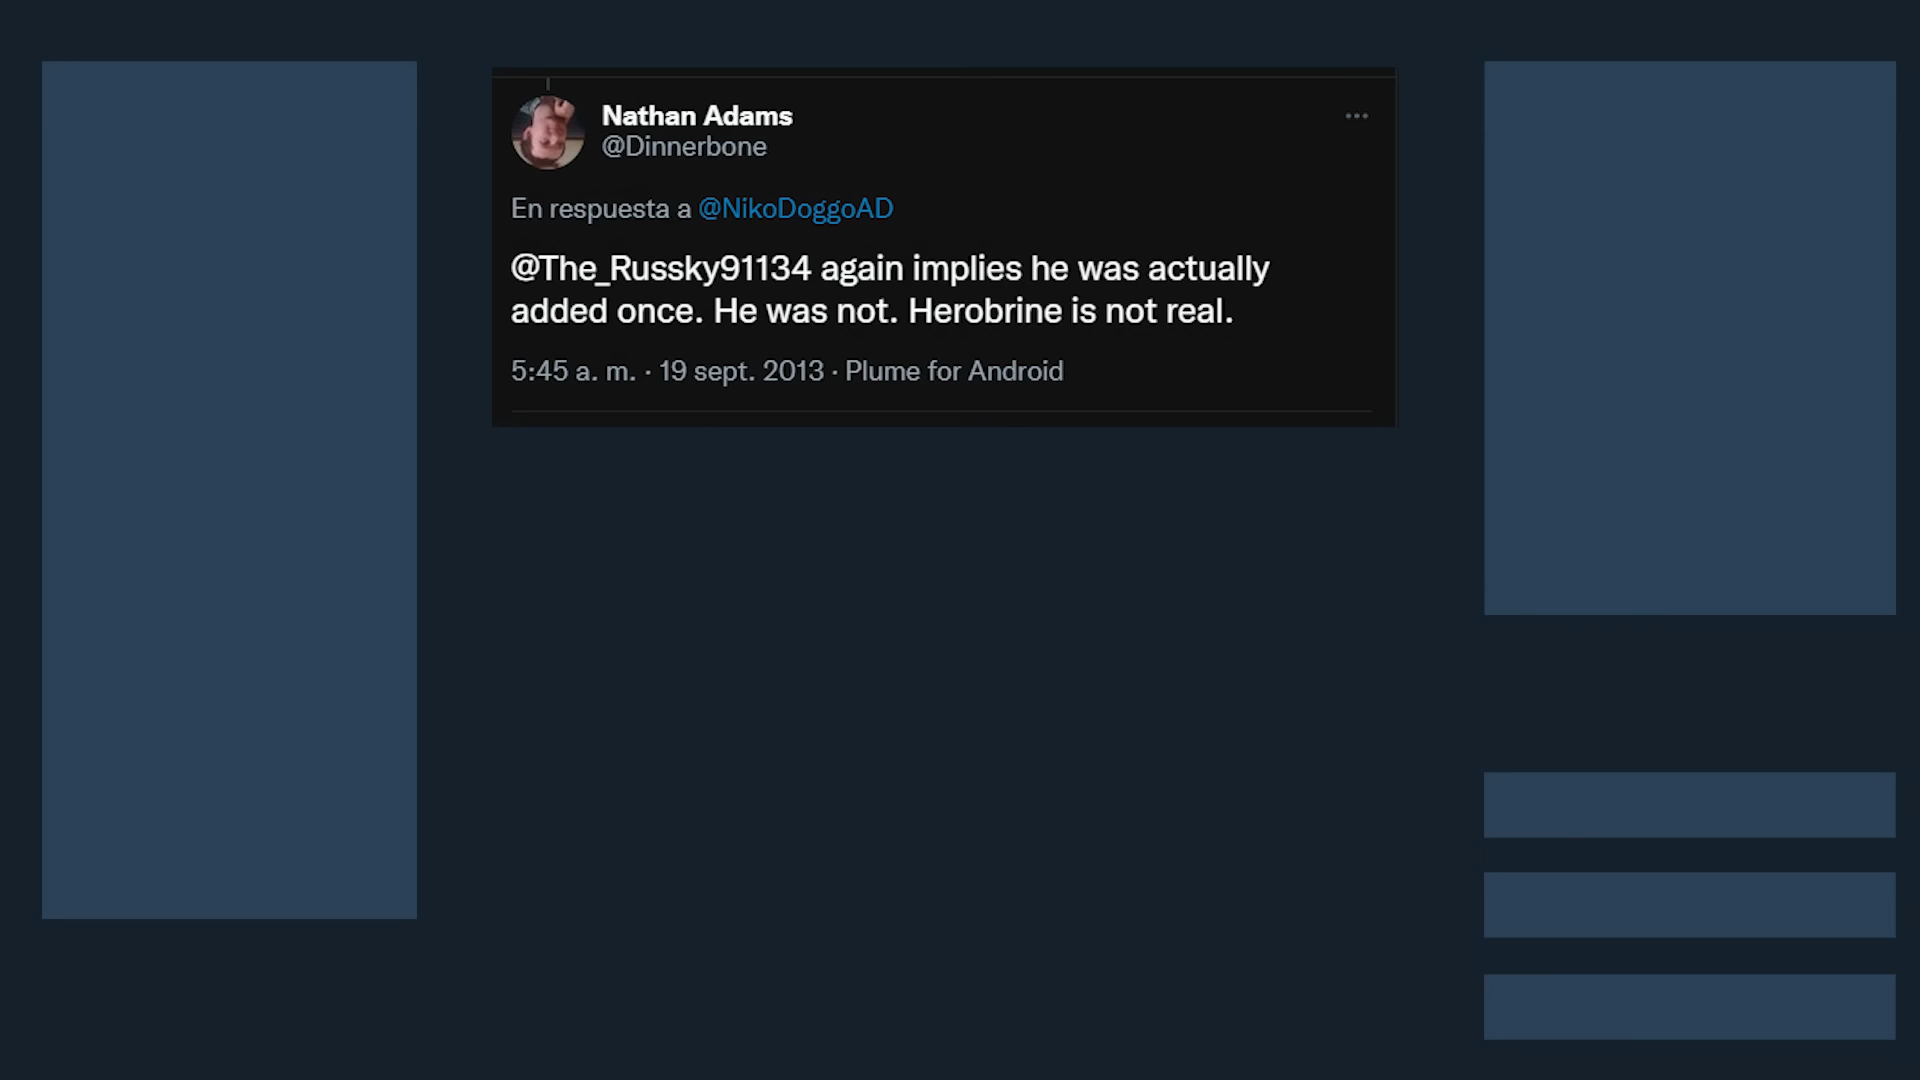 Nathan Adams
@Dinnerbone
En respuesta a @NikoDoggoAD
@The_Russky91134 again implies he was actually
added once. He was not. Herobrine is not real.
5:45 a. m. · 19 sept. 2013 · Plume for Android